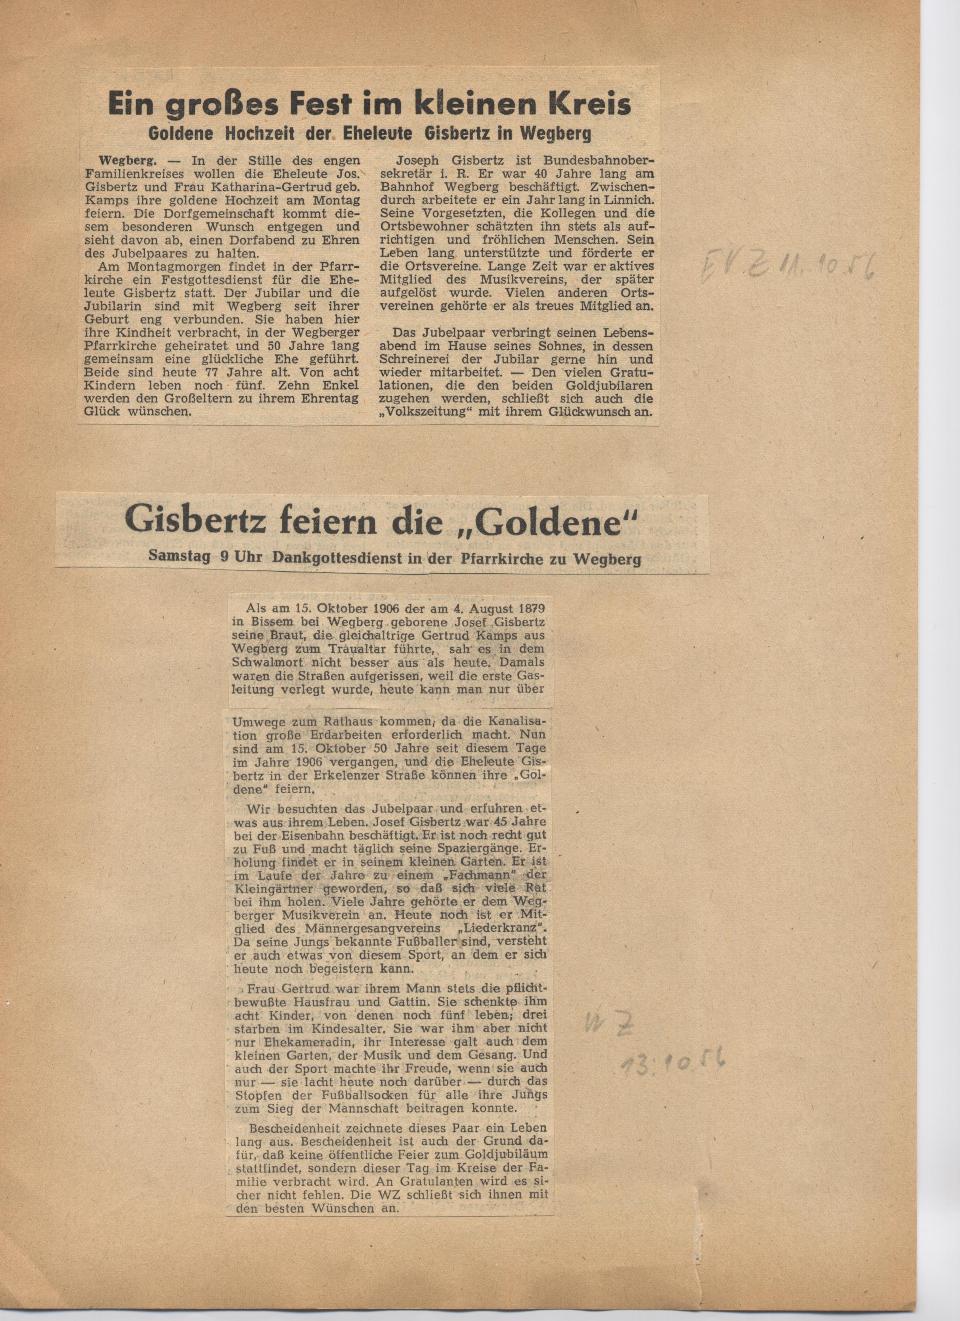 Ein großes Fest im kleinen Kreis
Goldene Hochzeit der Eheleute Gisbertz in Wegberg
Wegberg. — In der Stille des engen
Familienkreises wollen die Eheleute Jos.
Gisbertz und Frau Katharina-Gertrud geb.
Kamps ihre goldene Hochzeit am Montag
feiern. Die Dorfgemeinschaft kommt die-
sem besonderen Wunsch entgegen und
sieht davon ab, einen Dorfabend zu Ehren
des Jubelpaares zu halten.
Am Montagmorgen findet in der Pfarr-
kirche ein Festgottesdienst für die Ehe-
leute Gisbertz statt. Der Jubilar und die
Jubilarin sind mit Wegberg seit ihrer
Geburt eng verbunden. Sie haben hier
ihre Kindheit verbracht, in der Wegberger
Pfarrkirche geheiratet und 50 Jahre lang
gemeinsam eine glückliche Ehe geführt.
Beide sind heute 77 Jahre alt. Von acht
Kindern leben noch fünf. Zehn Enkel
werden den Großeltern zu ihrem Ehrentag
Glück wünschen.
Joseph Gisbertz ist Bundesbahnober-
sekretär i. R. Er war 40 Jahre lang am
Bahnhof Wegberg beschäftigt. Zwischen-
durch arbeitete er ein Jahr lang in Linnich.
Seine Vorgesetzten, die Kollegen und die
Ortsbewohner schätzten ihn stets als auf-
richtigen und fröhlichen Menschen. Sein
Leben lang unterstützte und förderte er
die Ortsvereine. Lange Zeit war er aktives
Mitglied des Musikvereins, der später
aufgelöst wurde. Vielen anderen Orts-
vereinen gehörte er als treues Mitglied an.
Das Jubelpaar verbringt seinen Lebens-
abend im Hause seines Sohnes, in dessen
Schreinerei der Jubilar gerne hin und
wieder mitarbeitet. — Den vielen Gratu-
lationen, die den beiden Goldjubilaren
zugehen werden, schließt sich auch die
„Volkszeitung“ mit ihrem Glückwunsch an.
EVZ 11.10.56
Gisbertz feiern die „Goldene“
Samstag 9 Uhr Dankgottesdienst in der Pfarrkirche zu Wegberg
Als am 15. Oktober 1906 der am 4. August 1879
in Bissem bei Wegberg geborene Josef Gisbertz
seine Braut, die gleichaltrige Gertrud Kamps aus
Wegberg zum Traualtar führte, sah es in dem
Schwalmort nicht besser aus als heute. Damals
waren die Straßen aufgerissen, weil die erste Gas-
leitung verlegt wurde, heute kann man nur über
Umwege zum Rathaus kommen, da die Kanalisa-
tion große Erdarbeiten erforderlich macht. Nun
sind am 15. Oktober 50 Jahre seit diesem Tage
im Jahre 1906 vergangen, und die Eheleute Gis-
bertz in der Erkelenzer Straße können ihre „Gol-
dene“ feiern.
Wir besuchten das Jubelpaar und erfuhren et-
was aus ihrem Leben. Josef Gisbertz war 45 Jahre
bei der Eisenbahn beschäftigt. Er ist noch recht gut
zu Fuß und macht täglich seine Spaziergänge. Er-
holung findet er in seinem kleinen Garten. Er ist
im Laufe der Jahre zu einem „Fachmann“ der
Kleingärtner geworden, so daß sich viele Rat
bei ihm holen. Viele Jahre gehörte er dem Weg-
berger Musikverein an. Heute noch ist er Mit-
glied des Männergesangvereins „Liederkranz“.
Da seine Jungs bekannte Fußballer sind, versteht
er auch etwas von diesem Sport, an dem er sich
heute noch begeistern kann.
Frau Gertrud war ihrem Mann stets die pflicht-
bewußte Hausfrau und Gattin. Sie schenkte ihm
acht Kinder, von denen noch fünf leben; drei
starben im Kindesalter. Sie war ihm aber nicht
nur Ehekameradin, ihr Interesse galt auch dem
kleinen Garten, der Musik und dem Gesang. Und
auch der Sport machte ihr Freude, wenn sie auch
nur — sie lacht heute noch darüber — durch das
Stopfen der Fußballsocken für alle ihre Jungs
zum Sieg der Mannschaft beitragen konnte.
Bescheidenheit zeichnete dieses Paar ein Leben
lang aus. Bescheidenheit ist auch der Grund da-
für, daß keine öffentliche Feier zum Goldjubiläum
stattfindet, sondern dieser Tag im Kreise der Fa-
milie verbracht wird. An Gratulanten wird es si-
cher nicht fehlen. Die WZ schließt sich ihnen mit
den besten Wünschen an.
WZ
13.10.56